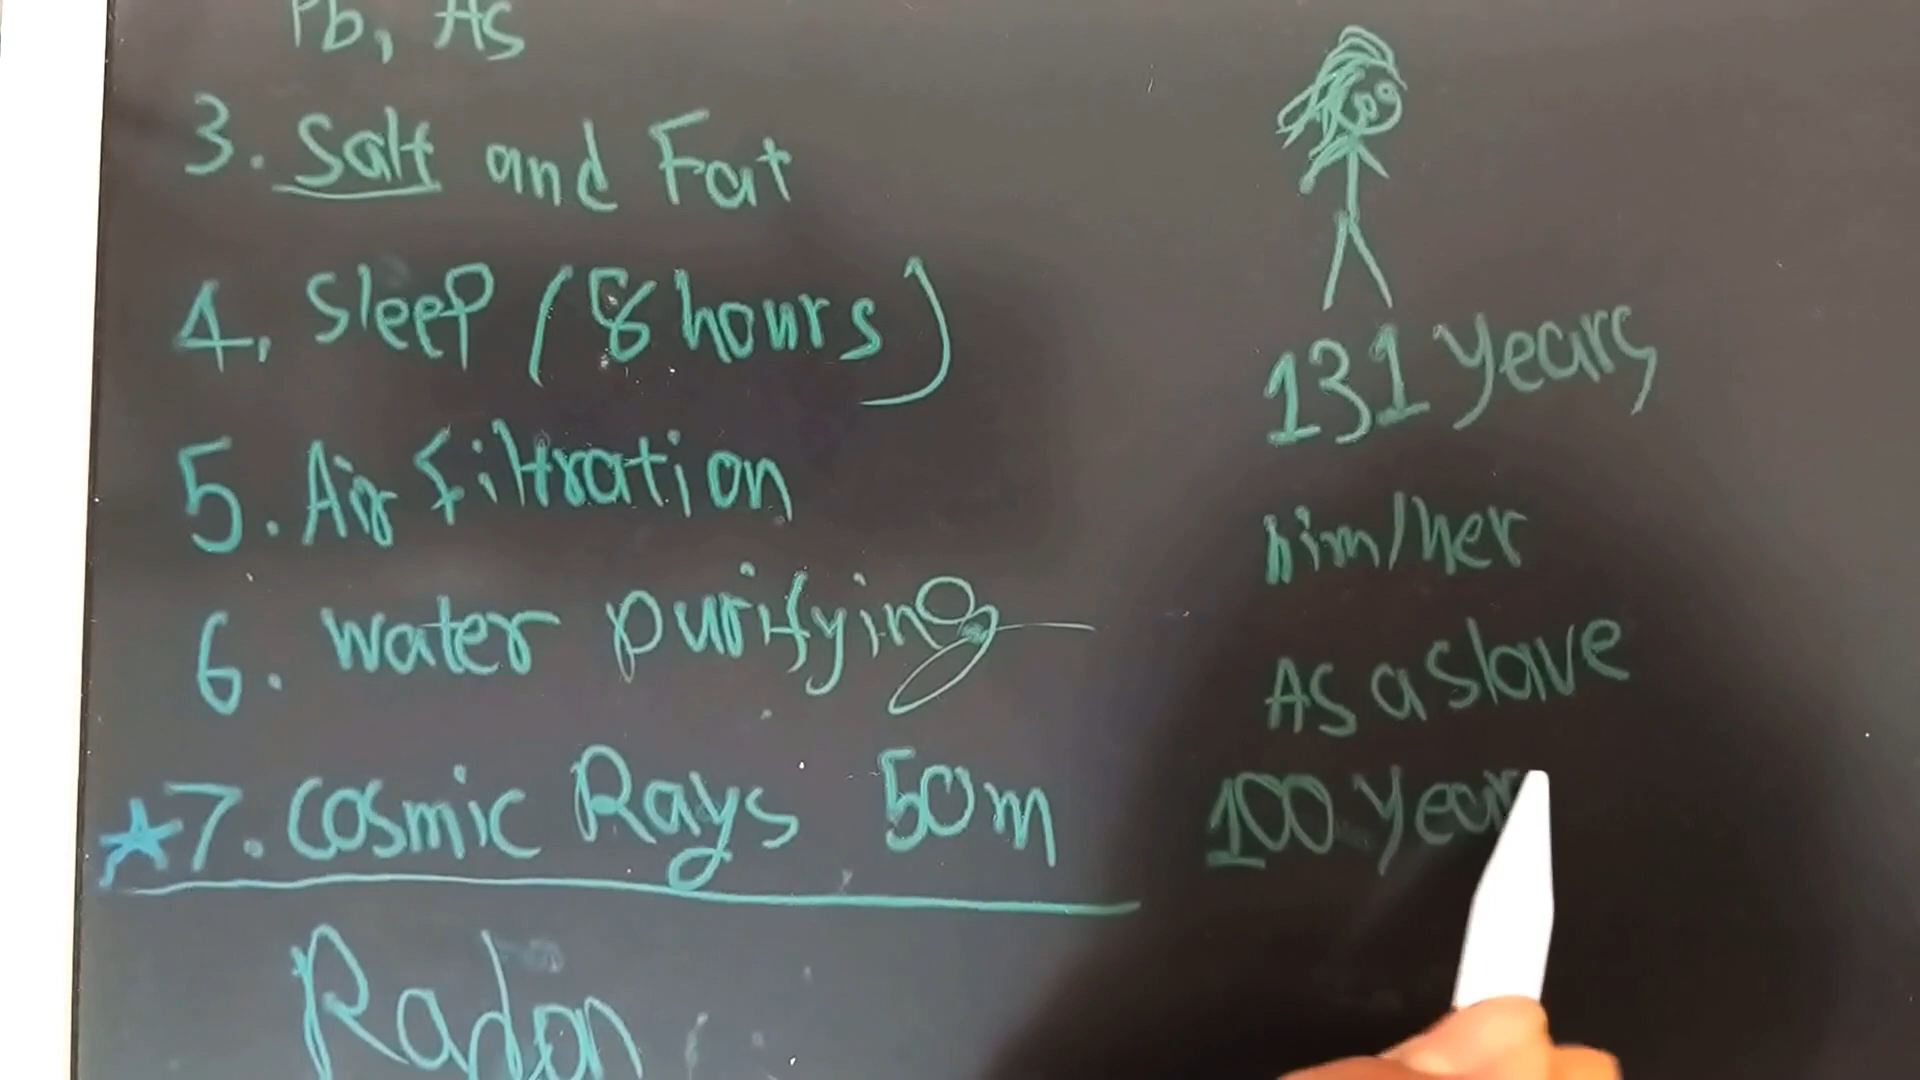 Pb, As
3. Salt and Fat
4. Sleep (8 hours)
5. Air filtration
6. Water purifying
7. Cosmic Rays 50m
Radon
131 years
him/her
As a slave
100 year